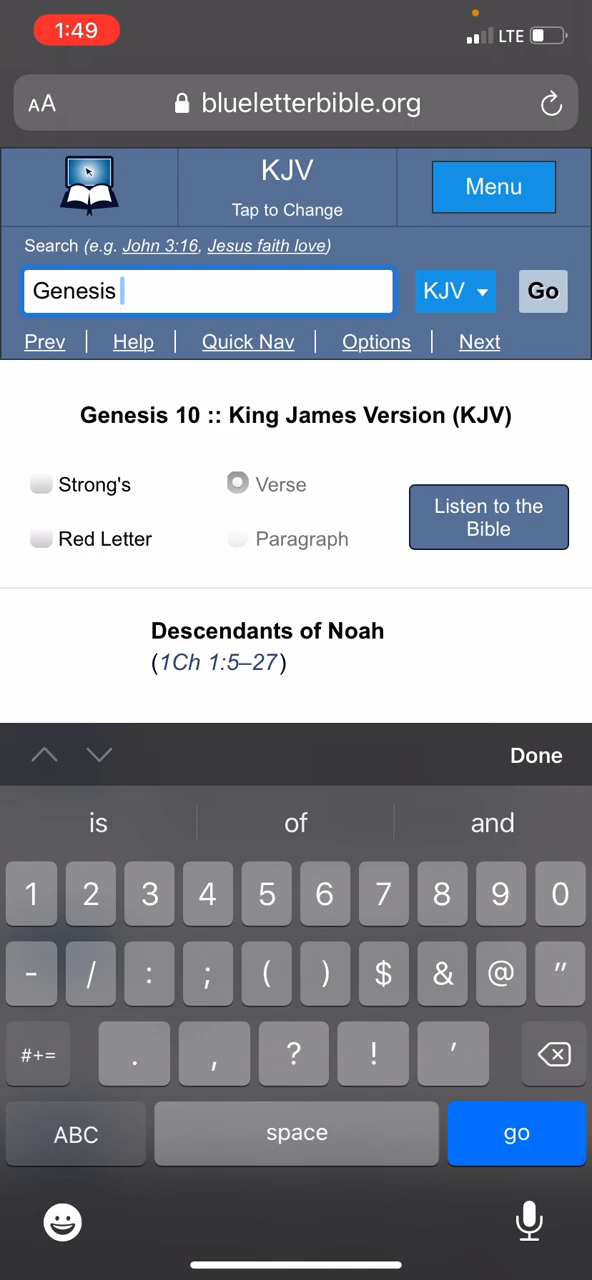 1:49
LTE
AA
blueletterbible.org
KJV
Tap to Change
Menu
Search (e.g. John 3:16, Jesus faith love)
Genesis
KJV
Go
Prev | Help | Quick Nav | Options | Next
Genesis 10 :: King James Version (KJV)
Strong's
Verse
Listen to the
Bible
Red Letter
Paragraph
Descendants of Noah
(1Ch 1:5–27)
Done
is of and
1 2 3 4 5 6 7 8 9 0
- / : ; ( ) $ & @ "
#+= . , ? ! '
ABC space go